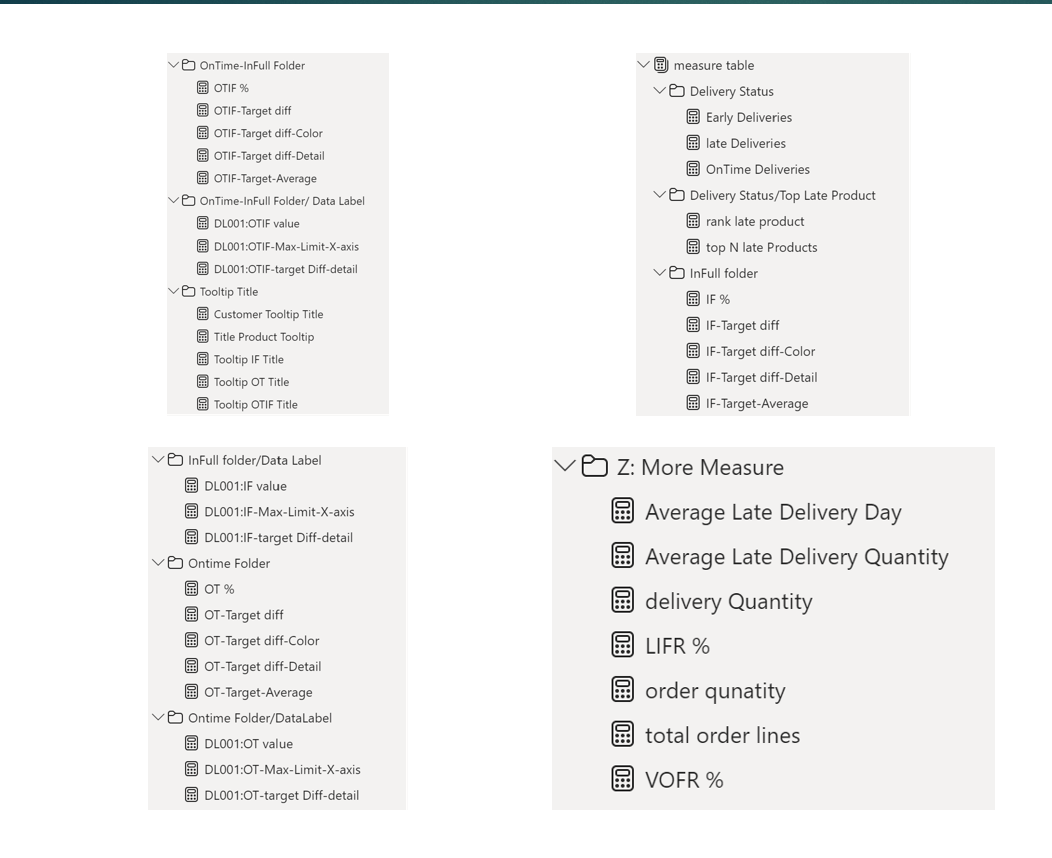 OnTime-InFull Folder
OTIF %
OTIF-Target diff
OTIF-Target diff-Color
OTIF-Target diff-Detail
OTIF-Target-Average
OnTime-InFull Folder/ Data Label
DL001:OTIF value
DL001:OTIF-Max-Limit-X-axis
DL001:OTIF-target Diff-detail
Tooltip Title
Customer Tooltip Title
Title Product Tooltip
Tooltip IF Title
Tooltip OT Title
Tooltip OTIF Title
measure table
Delivery Status
Early Deliveries
late Deliveries
OnTime Deliveries
Delivery Status/Top Late Product
rank late product
top N late Products
InFull folder
IF %
IF-Target diff
IF-Target diff-Color
IF-Target diff-Detail
IF-Target-Average
InFull folder/Data Label
DL001:IF value
DL001:IF-Max-Limit-X-axis
DL001:IF-target Diff-detail
Ontime Folder
OT %
OT-Target diff
OT-Target diff-Color
OT-Target diff-Detail
OT-Target-Average
Ontime Folder/DataLabel
DL001:OT value
DL001:OT-Max-Limit-X-axis
DL001:OT-target Diff-detail
Z: More Measure
Average Late Delivery Day
Average Late Delivery Quantity
delivery Quantity
LIFR %
order qunatity
total order lines
VOFR %